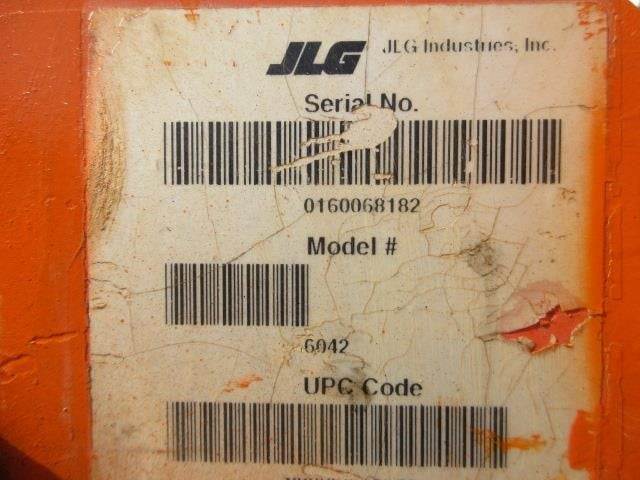 JLG JLG Industries, Inc.
Serial No.
0160068182
Model #
6042
UPC Code